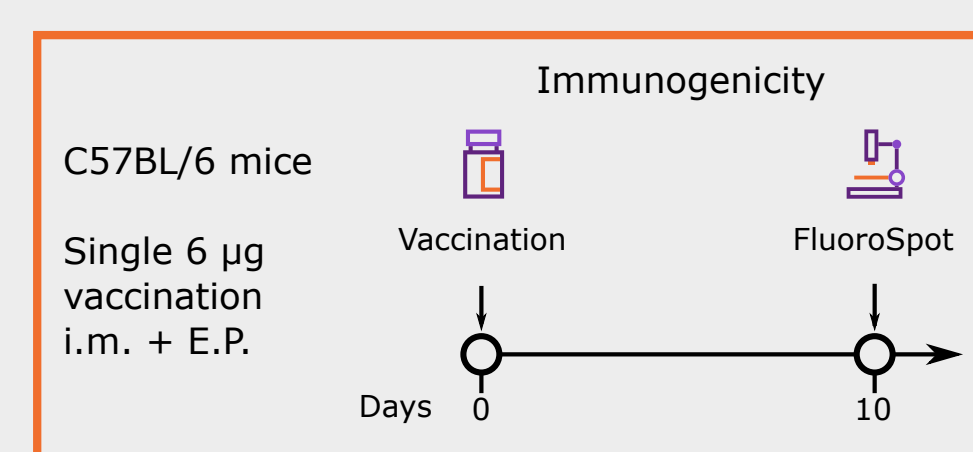 Immunogenicity
C57BL/6 mice
Single 6 µg
vaccination
i.m. + E.P.
Vaccination
FluoroSpot
Days 0 10